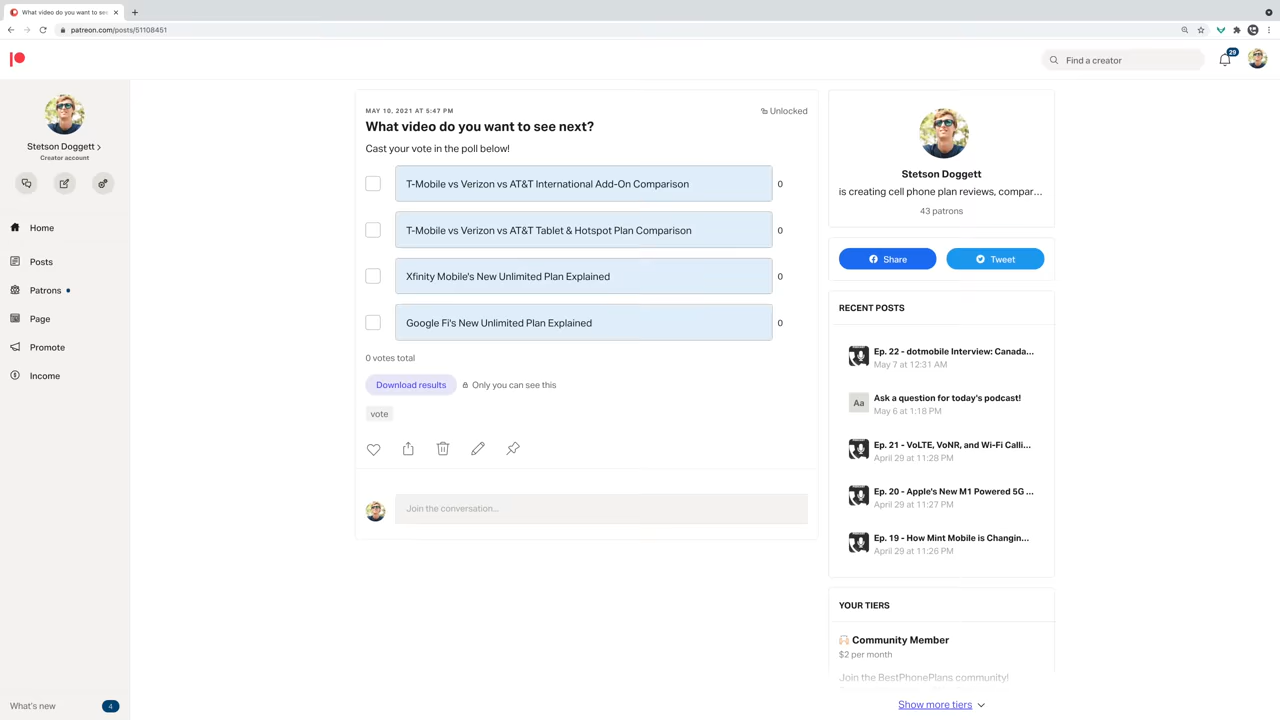 What video do you want to see
patreon.com/posts/51108451
Find a creator
29
Stetson Doggett
Creator account
Home
Posts
Patrons
Page
Promote
Income
What's new
4
MAY 10, 2021 AT 5:47 PM
Unlocked
What video do you want to see next?
Cast your vote in the poll below!
T-Mobile vs Verizon vs AT&T International Add-On Comparison
0
T-Mobile vs Verizon vs AT&T Tablet & Hotspot Plan Comparison
0
Xfinity Mobile's New Unlimited Plan Explained
0
Google Fi's New Unlimited Plan Explained
0
0 votes total
Download results
Only you can see this
vote
Join the conversation...
Stetson Doggett
is creating cell phone plan reviews, compar...
43 patrons
Share
Tweet
RECENT POSTS
Ep. 22 - dotmobile Interview: Canada...
May 7 at 12:31 AM
Aa
Ask a question for today's podcast!
May 6 at 1:18 PM
Ep. 21 - VoLTE, VoNR, and Wi-Fi Calli...
April 29 at 11:28 PM
Ep. 20 - Apple's New M1 Powered 5G ...
April 29 at 11:27 PM
Ep. 19 - How Mint Mobile is Changin...
April 29 at 11:26 PM
YOUR TIERS
Community Member
$2 per month
Join the BestPhonePlans community!
Show more tiers